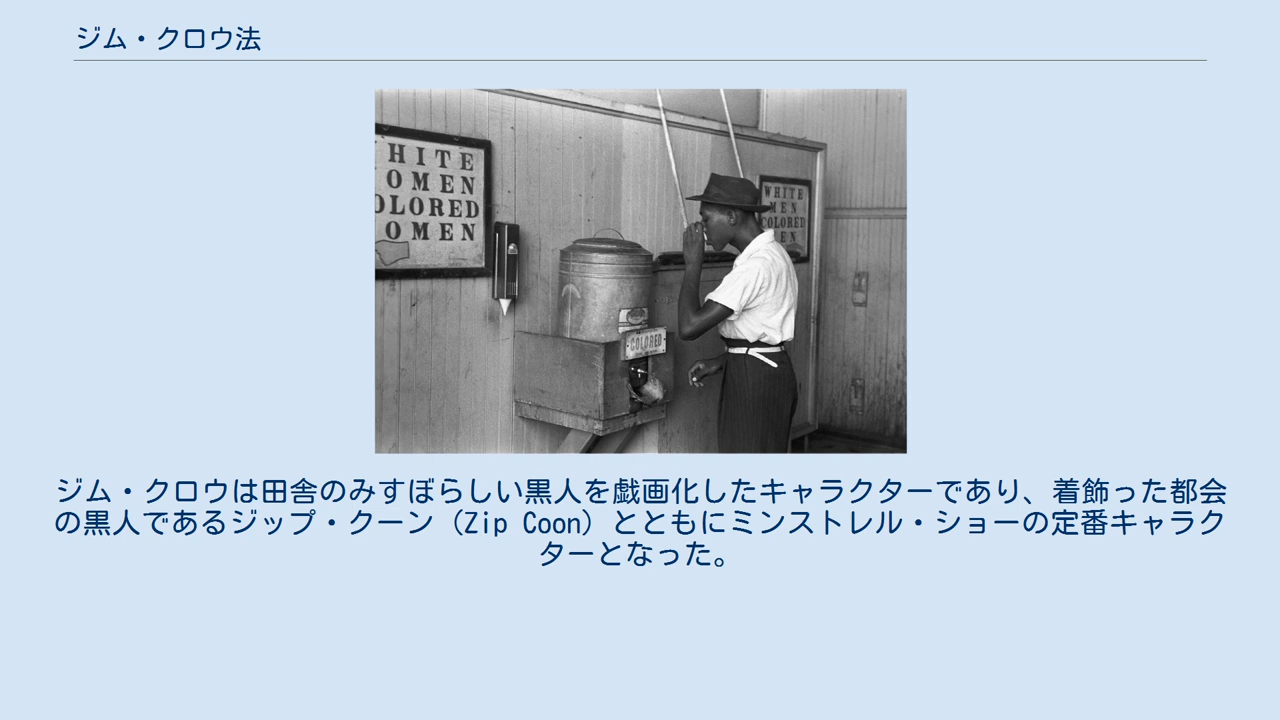 ジム・クロウ法
HITE
OMEN
OLORED
OMEN
WHITE
MEN
COLORED
EN
COLORED
ジム・クロウは田舎のみすぼらしい黒人を戯画化したキャラクターであり、着飾った都会
の黒人であるジップ・クーン（Zip Coon）とともにミンストレル・ショーの定番キャラク
ターとなった。